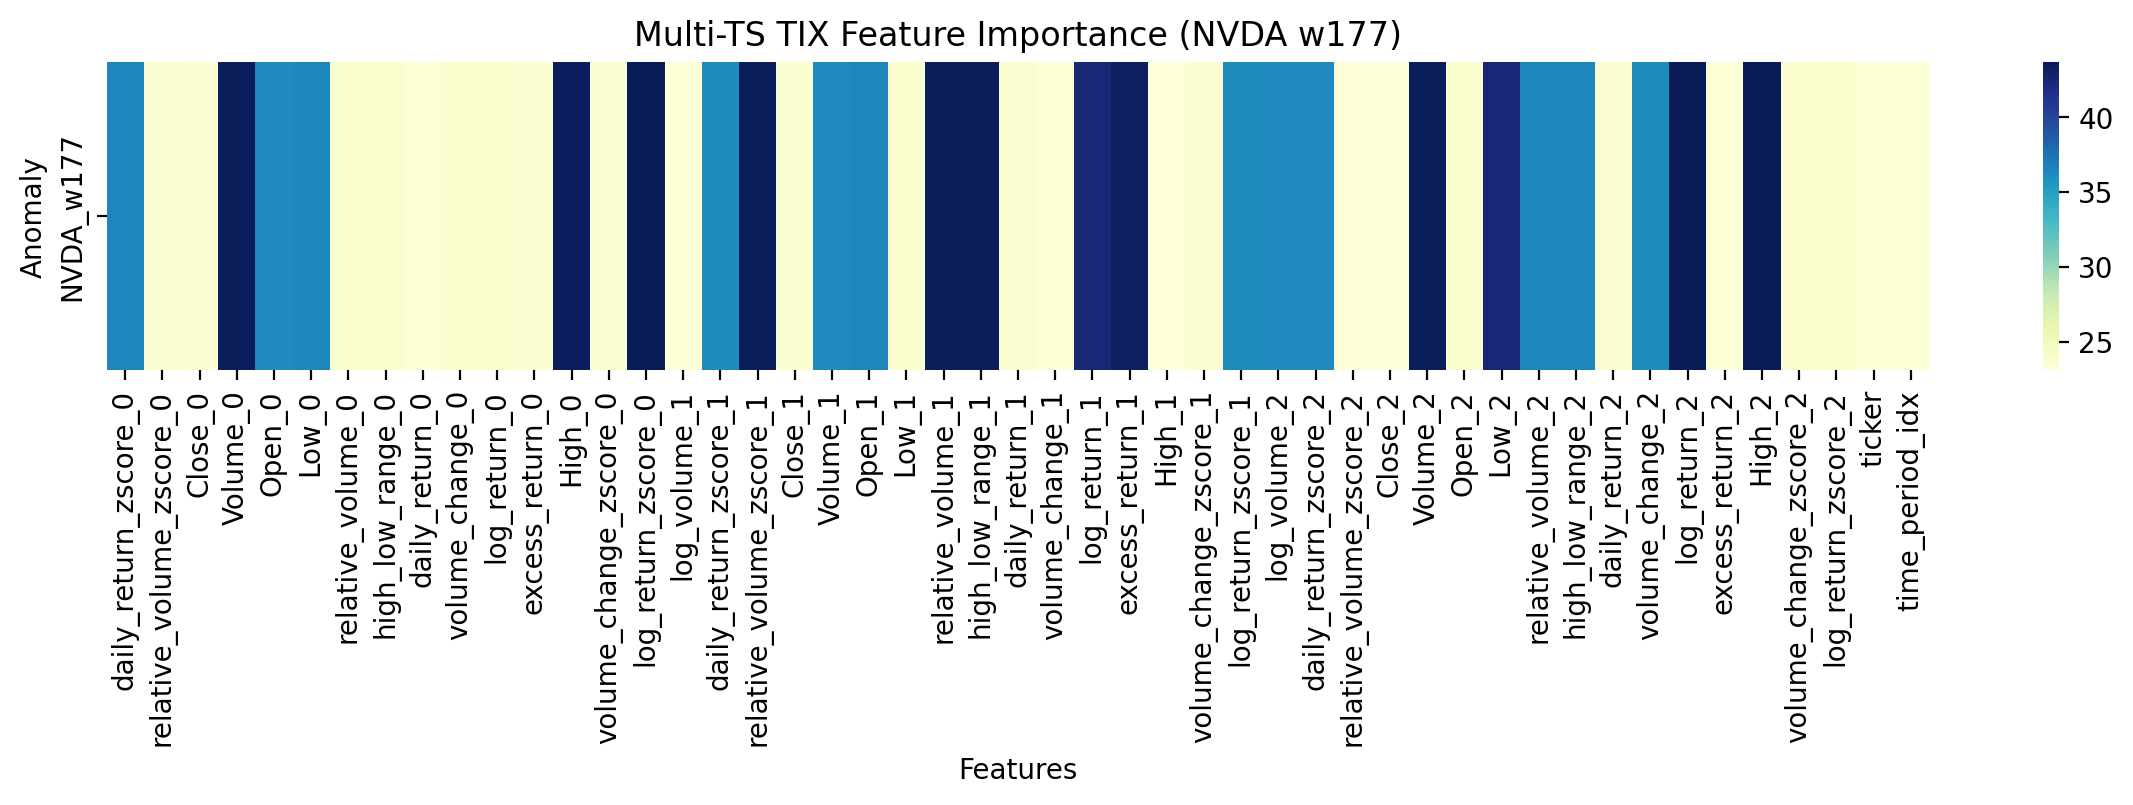 Multi-TS TIX Feature Importance (NVDA w177)
Anomaly
NVDA_w177
40
35
30
25
daily_return_zscore_0
relative_volume_zscore_0
Close_0
Volume_0
Open_0
Low_0
relative_volume_0
high_low_range_0
daily_return_0
volume_change_0
log_return_0
excess_return_0
High_0
volume_change_zscore_0
log_return_zscore_0
log_volume_1
daily_return_zscore_1
relative_volume_zscore_1
Close_1
Volume_1
Open_1
Low_1
relative_volume_1
high_low_range_1
daily_return_1
volume_change_1
log_return_1
excess_return_1
High_1
volume_change_zscore_1
log_return_zscore_1
log_volume_2
daily_return_zscore_2
relative_volume_zscore_2
Close_2
Volume_2
Open_2
Low_2
relative_volume_2
high_low_range_2
daily_return_2
volume_change_2
log_return_2
excess_return_2
High_2
volume_change_zscore_2
log_return_zscore_2
ticker
time_period_idx
Features